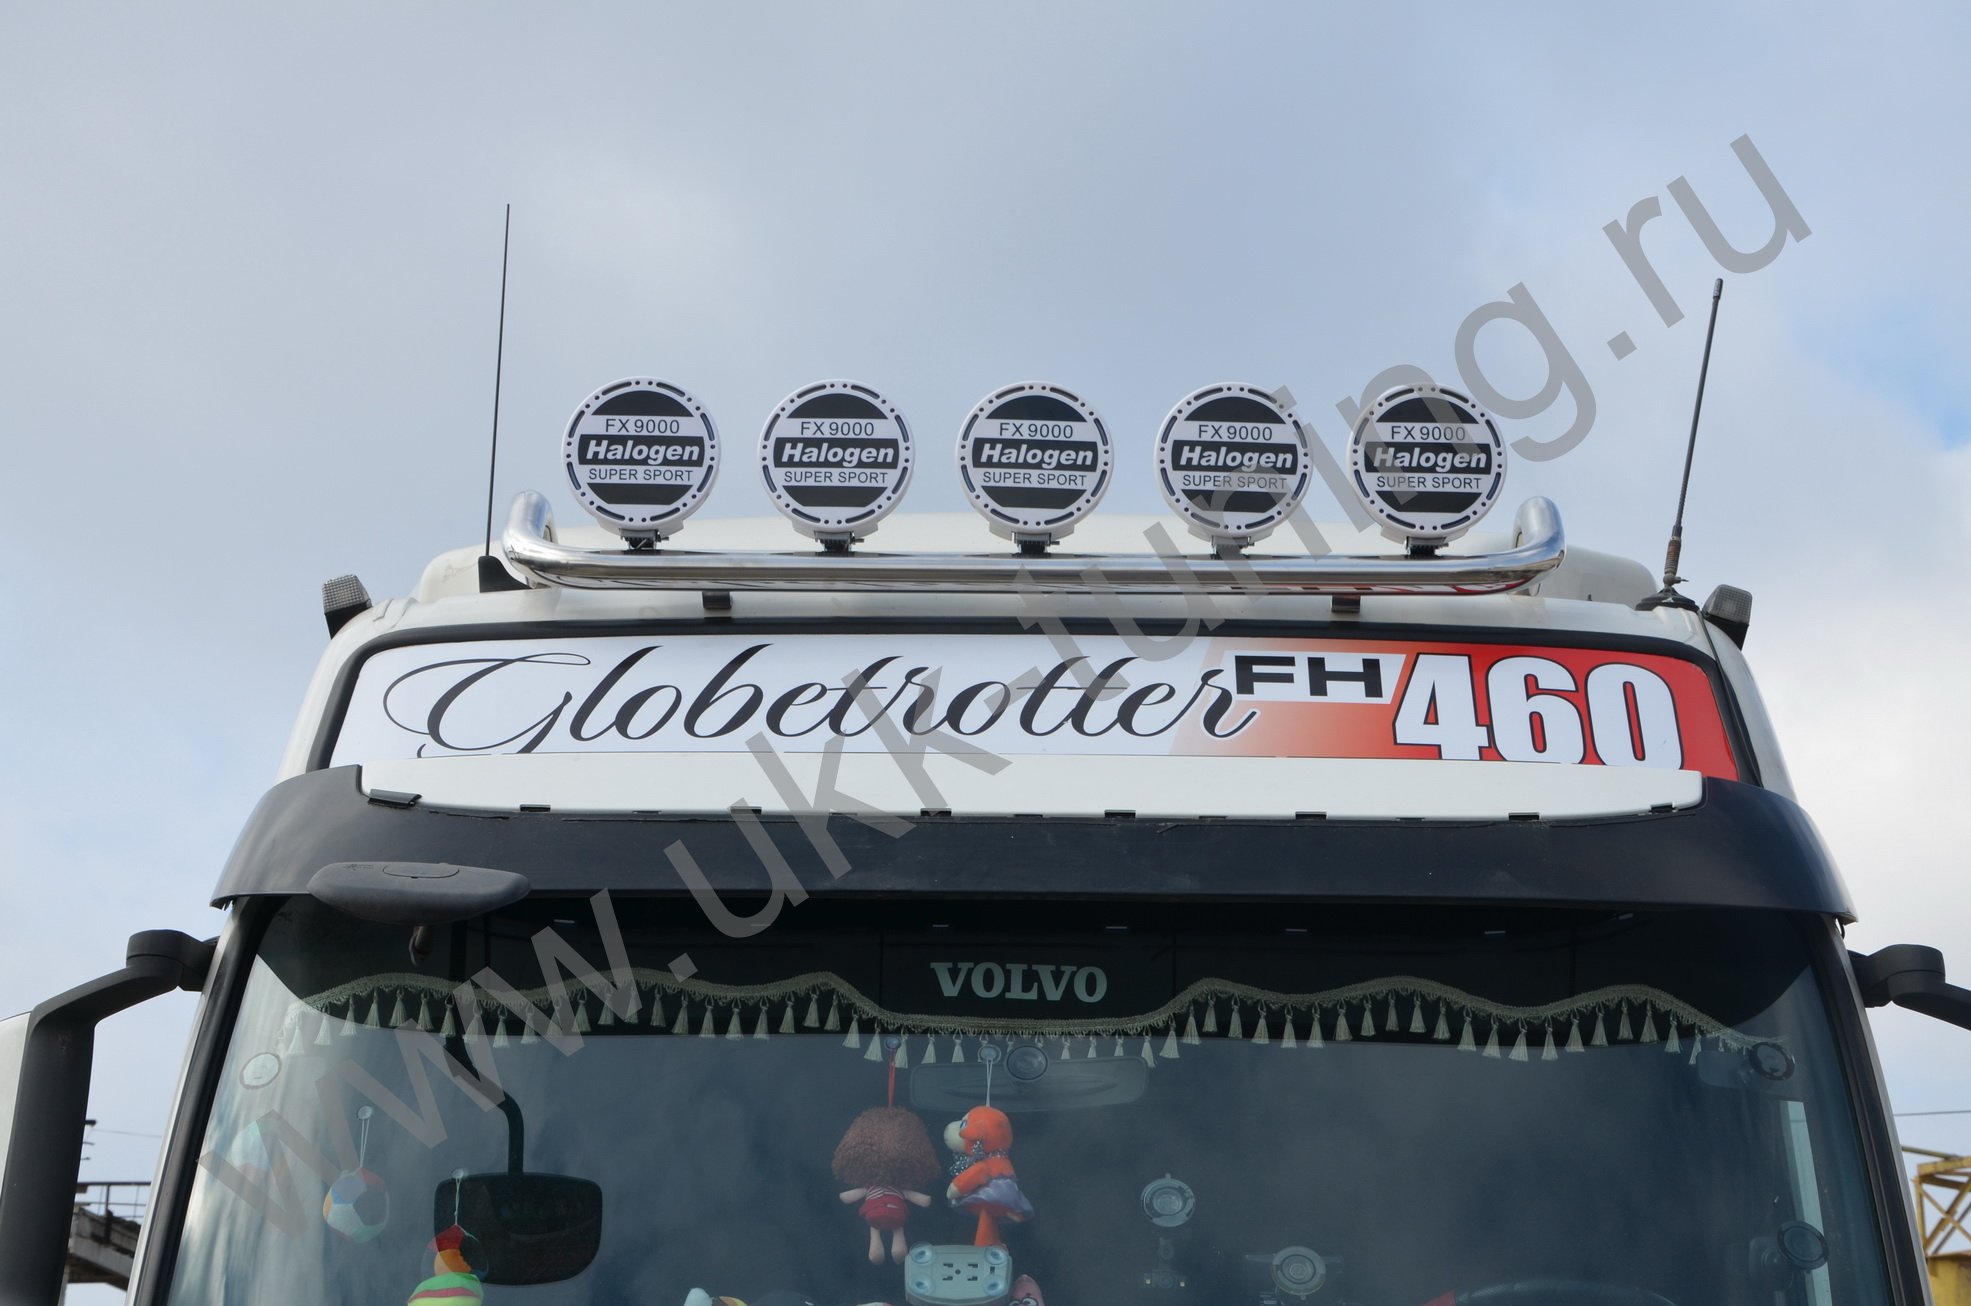 FX9000
Halogen
SUPER SPORT
FX9000
Halogen
SUPER SPORT
FX9000
Halogen
SUPER SPORT
FX9000
Halogen
SUPER SPORT
FX9000
Halogen
SUPER SPORT
Globetrotter FH 460
VOLVO
www.ukk-tuning.ru